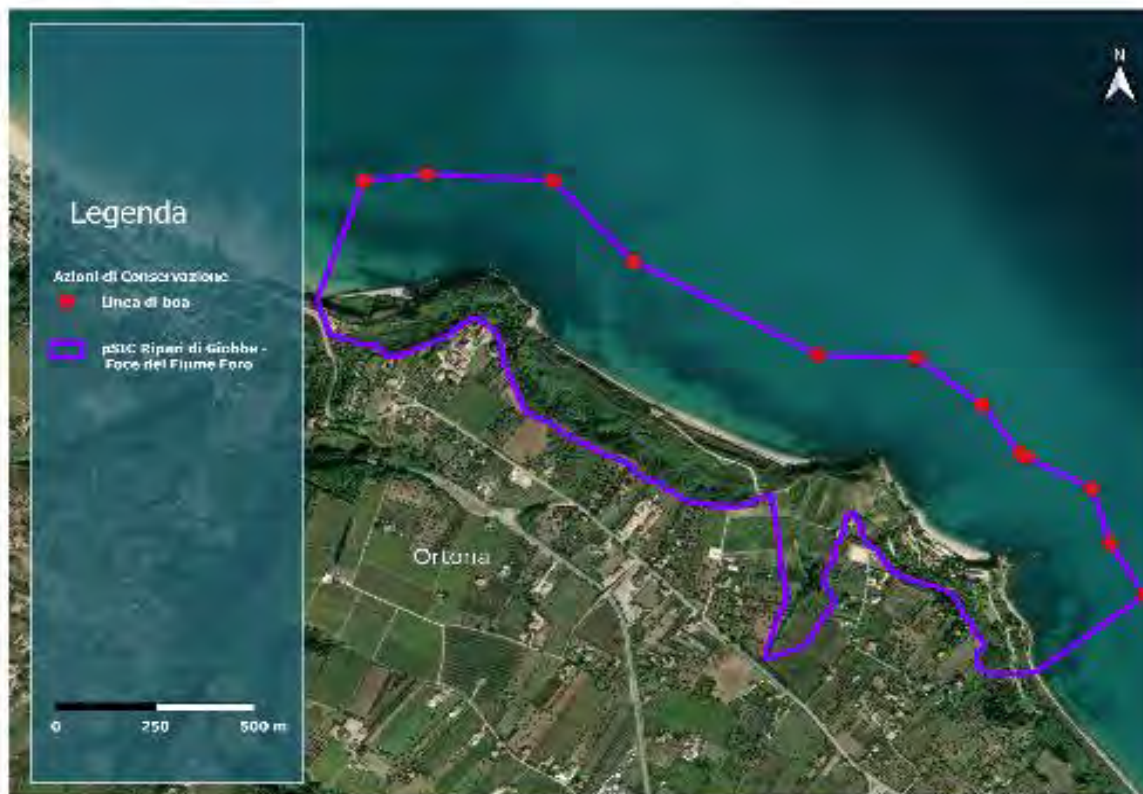 N
Legenda
Azioni di Conservazione
Linea di boa
pSIC Ripari di Giobbe -
Foce del Fiume Foro
Ortona
0 250 500 m